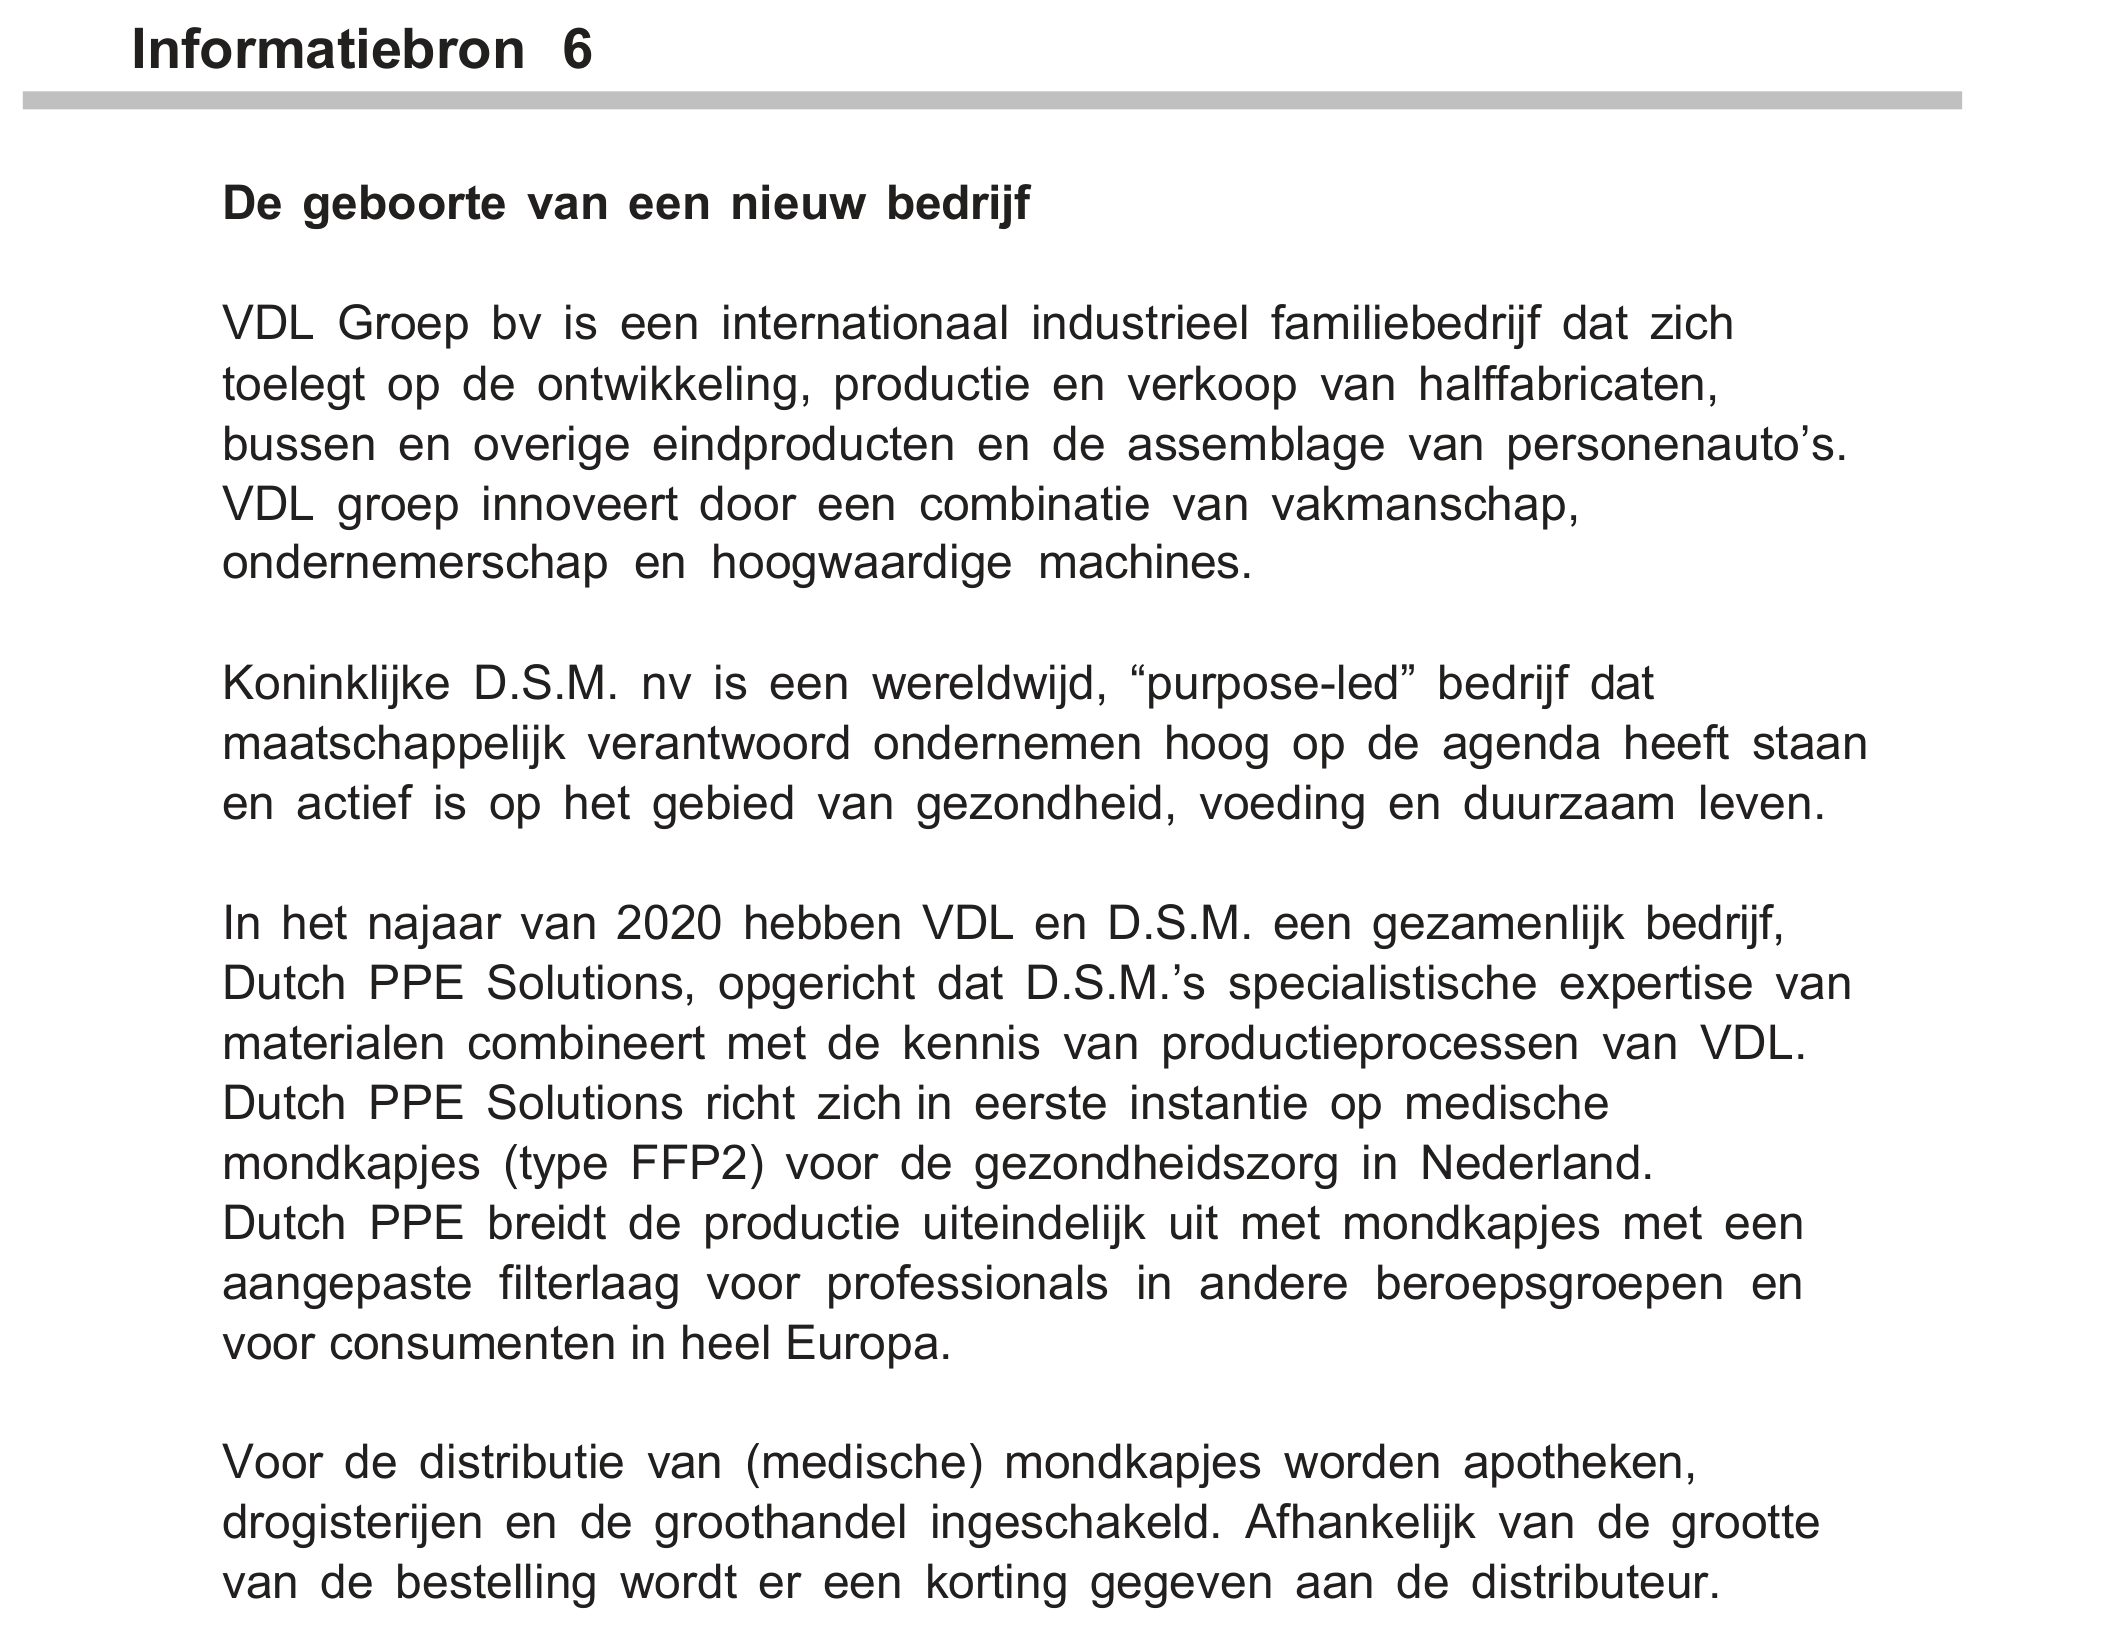 Informatiebron 6
De geboorte van een nieuw bedrijf
VDL Groep bv is een internationaal industrieel familiebedrijf dat zich
toelegt op de ontwikkeling, productie en verkoop van halffabricaten,
bussen en overige eindproducten en de assemblage van personenauto’s.
VDL groep innoveert door een combinatie van vakmanschap,
ondernemerschap en hoogwaardige machines.
Koninklijke D.S.M. nv is een wereldwijd, “purpose-led” bedrijf dat
maatschappelijk verantwoord ondernemen hoog op de agenda heeft staan
en actief is op het gebied van gezondheid, voeding en duurzaam leven.
In het najaar van 2020 hebben VDL en D.S.M. een gezamenlijk bedrijf,
Dutch PPE Solutions, opgericht dat D.S.M.’s specialistische expertise van
materialen combineert met de kennis van productieprocessen van VDL.
Dutch PPE Solutions richt zich in eerste instantie op medische
mondkapjes (type FFP2) voor de gezondheidszorg in Nederland.
Dutch PPE breidt de productie uiteindelijk uit met mondkapjes met een
aangepaste filterlaag voor professionals in andere beroepsgroepen en
voor consumenten in heel Europa.
Voor de distributie van (medische) mondkapjes worden apotheken,
drogisterijen en de groothandel ingeschakeld. Afhankelijk van de grootte
van de bestelling wordt er een korting gegeven aan de distributeur.